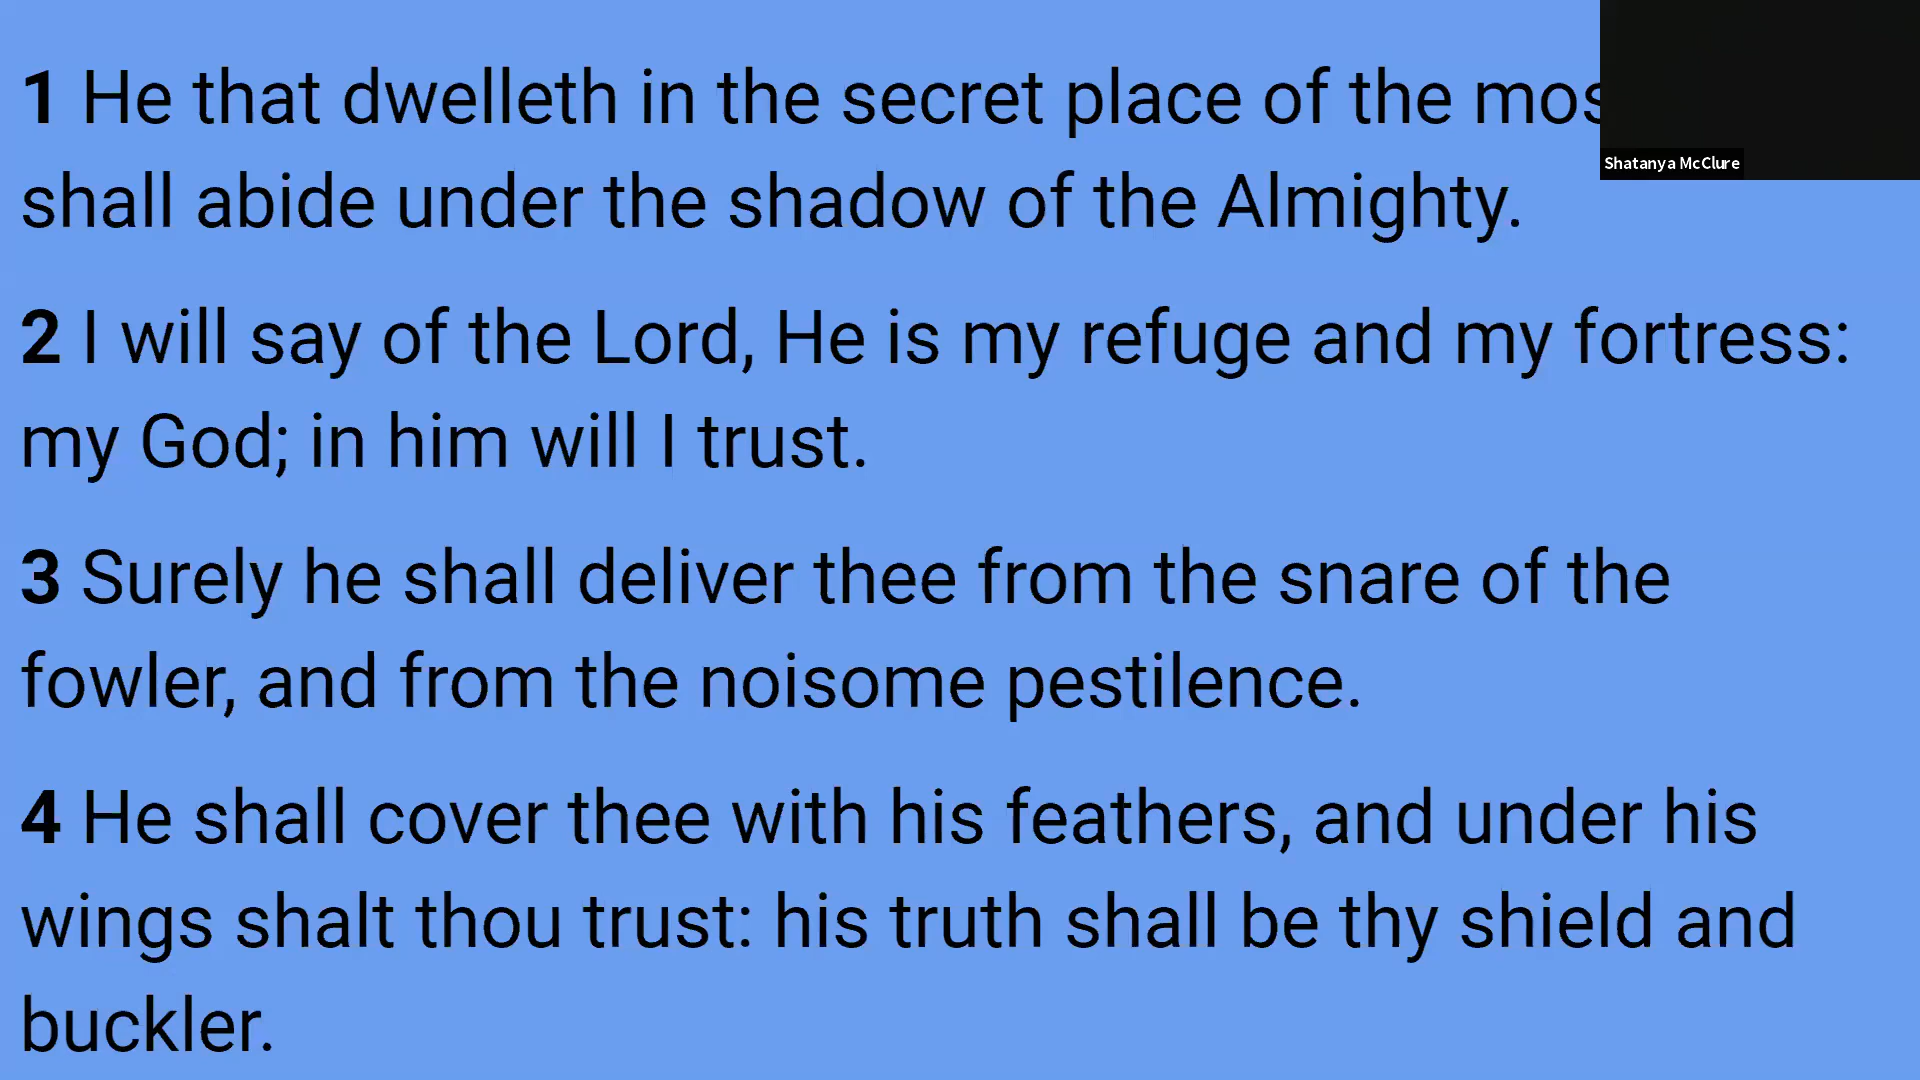 1 He that dwelleth in the secret place of the
shall abide under the shadow of the Almighty.
2 I will say of the Lord, He is my refuge and my fortress:
my God; in him will I trust.
3 Surely he shall deliver thee from the snare of the
fowler, and from the noisome pestilence.
4 He shall cover thee with his feathers, and under his
wings shalt thou trust: his truth shall be thy shield and
buckler.
Shatanya McClure